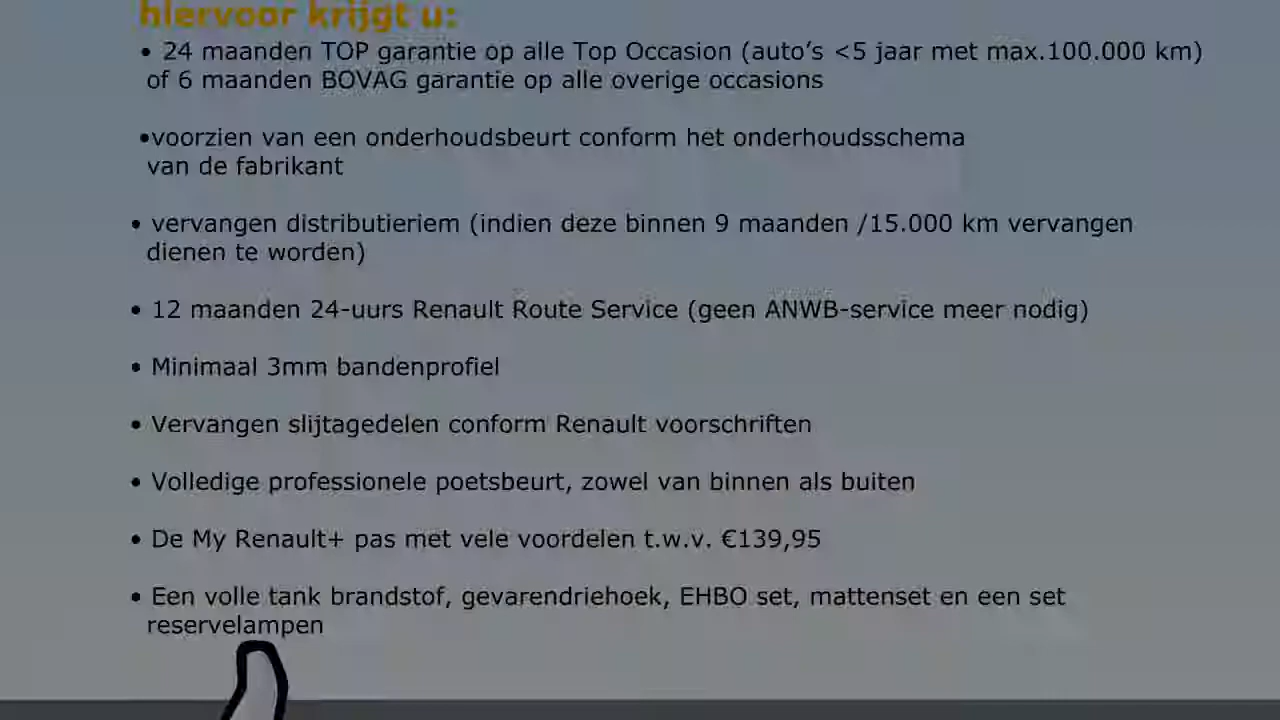 hiervoor krijgt u:
• 24 maanden TOP garantie op alle Top Occasion (auto’s <5 jaar met max.100.000 km)
of 6 maanden BOVAG garantie op alle overige occasions
•voorzien van een onderhoudsbeurt conform het onderhoudsschema
van de fabrikant
• vervangen distributieriem (indien deze binnen 9 maanden /15.000 km vervangen
dienen te worden)
• 12 maanden 24-uurs Renault Route Service (geen ANWB-service meer nodig)
• Minimaal 3mm bandenprofiel
• Vervangen slijtagedelen conform Renault voorschriften
• Volledige professionele poetsbeurt, zowel van binnen als buiten
• De My Renault+ pas met vele voordelen t.w.v. €139,95
• Een volle tank brandstof, gevarendriehoek, EHBO set, mattenset en een set
reservelampen